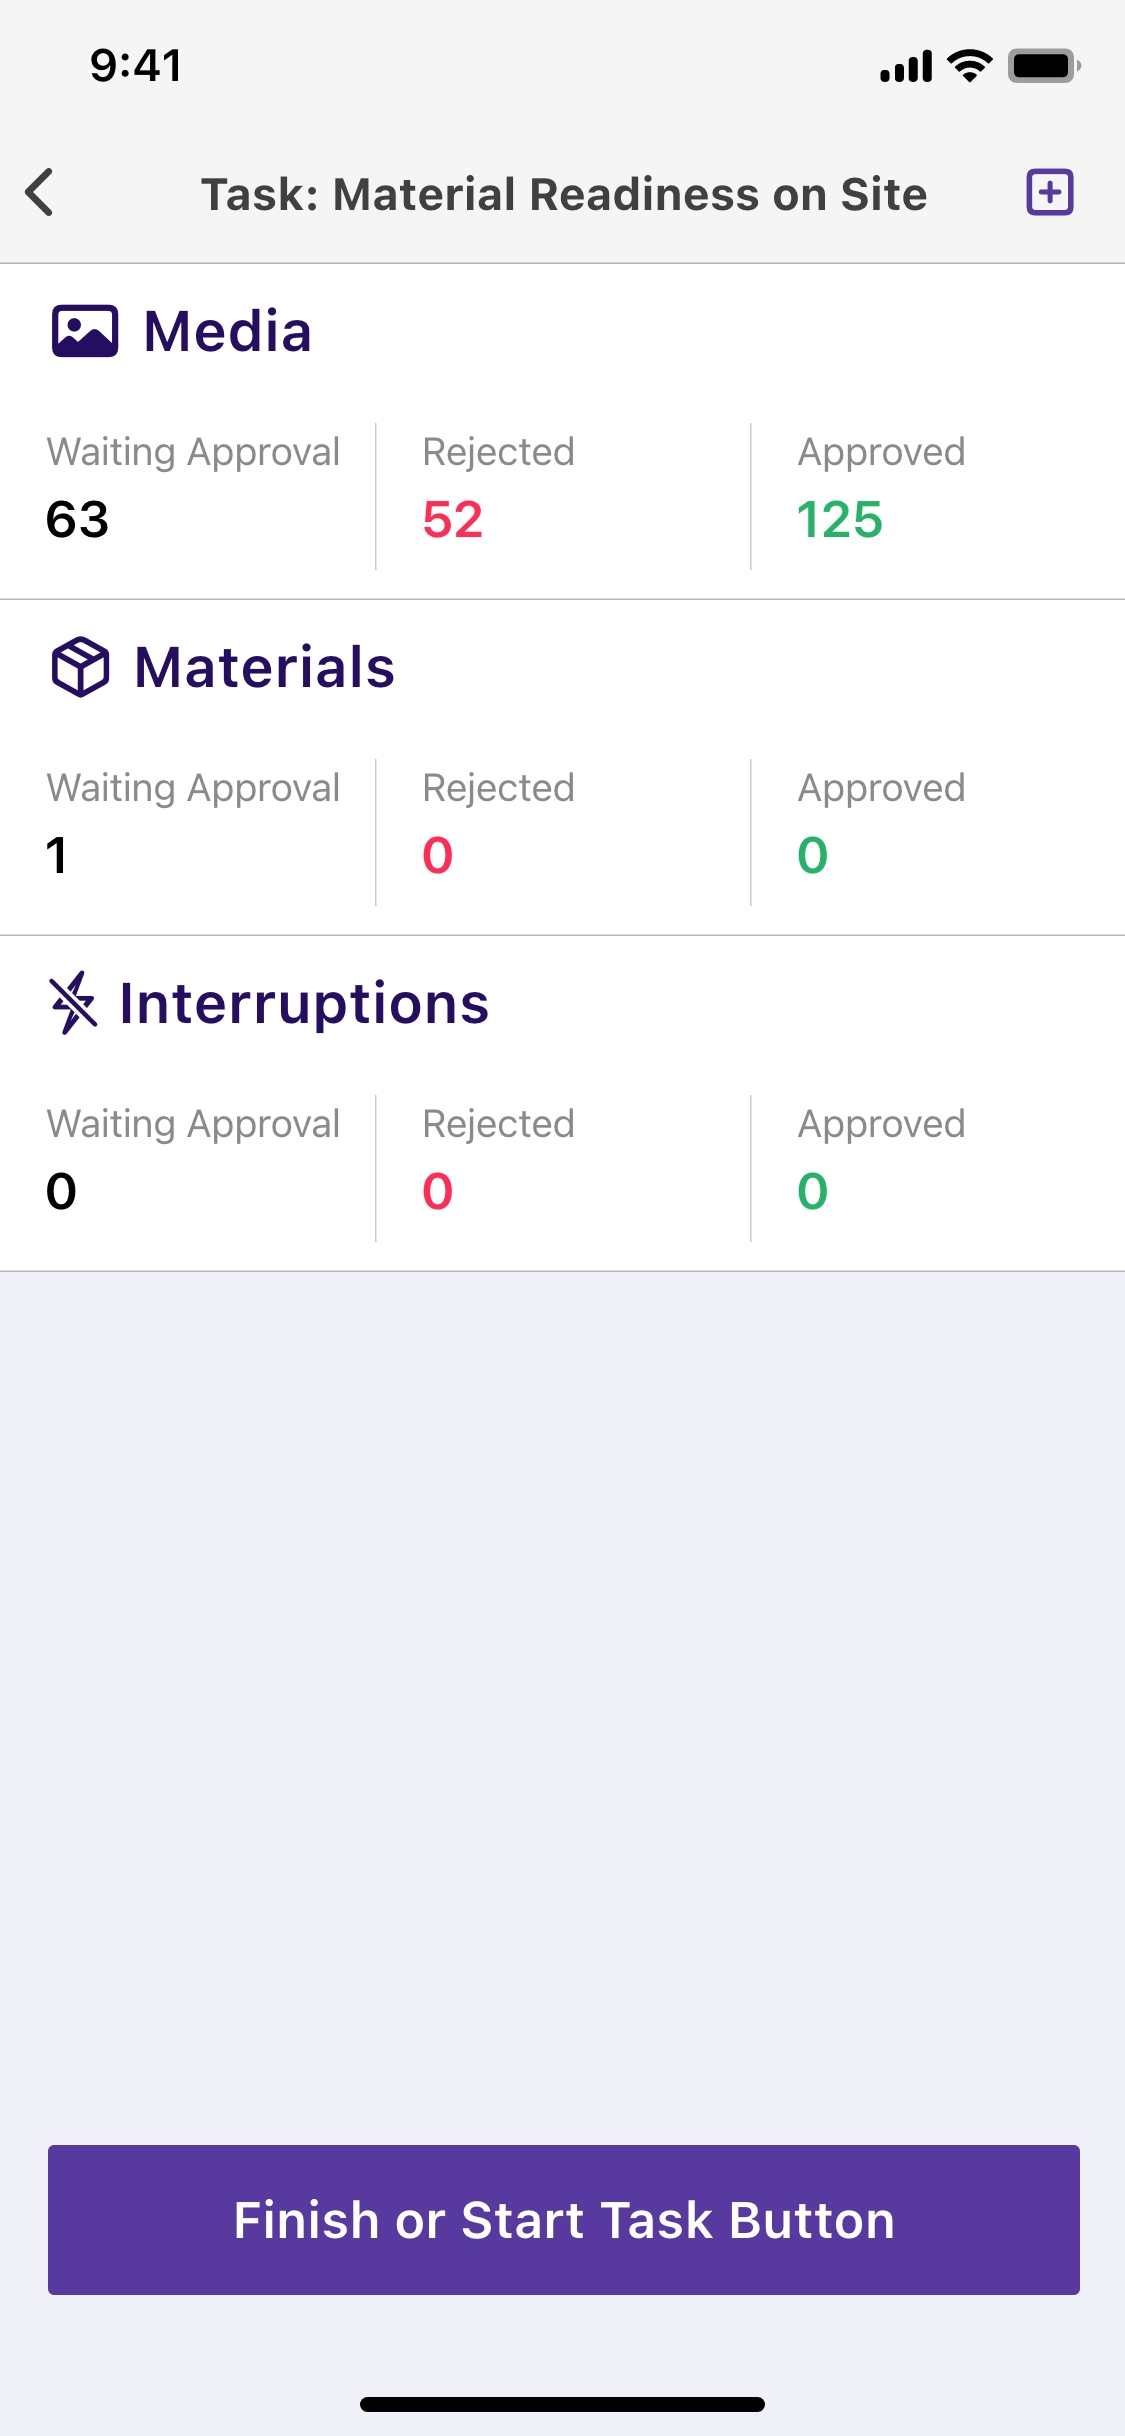 9:41
Task: Material Readiness on Site
Media
Waiting Approval Rejected Approved
63 52 125
Materials
Waiting Approval Rejected Approved
1 0 0
Interruptions
Waiting Approval Rejected Approved
0 0 0
Finish or Start Task Button